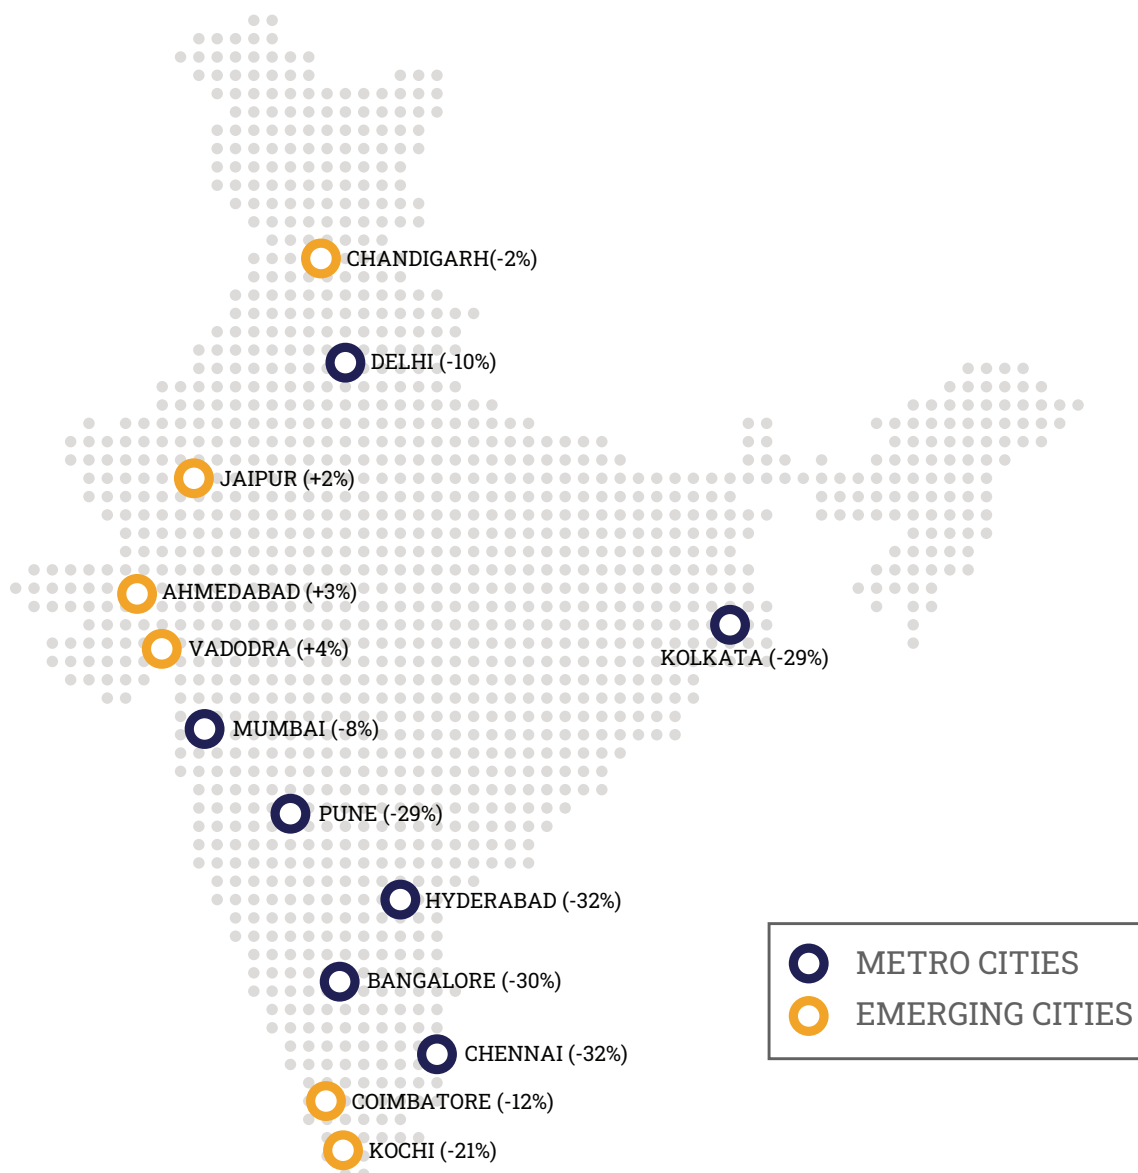 CHANDIGARH(-2%)
DELHI (-10%)
JAIPUR (+2%)
AHMEDABAD (+3%)
VADODRA (+4%)
KOLKATA (-29%)
MUMBAI (-8%)
PUNE (-29%)
HYDERABAD (-32%)
BANGALORE (-30%)
CHENNAI (-32%)
COIMBATORE (-12%)
KOCHI (-21%)
METRO CITIES
EMERGING CITIES